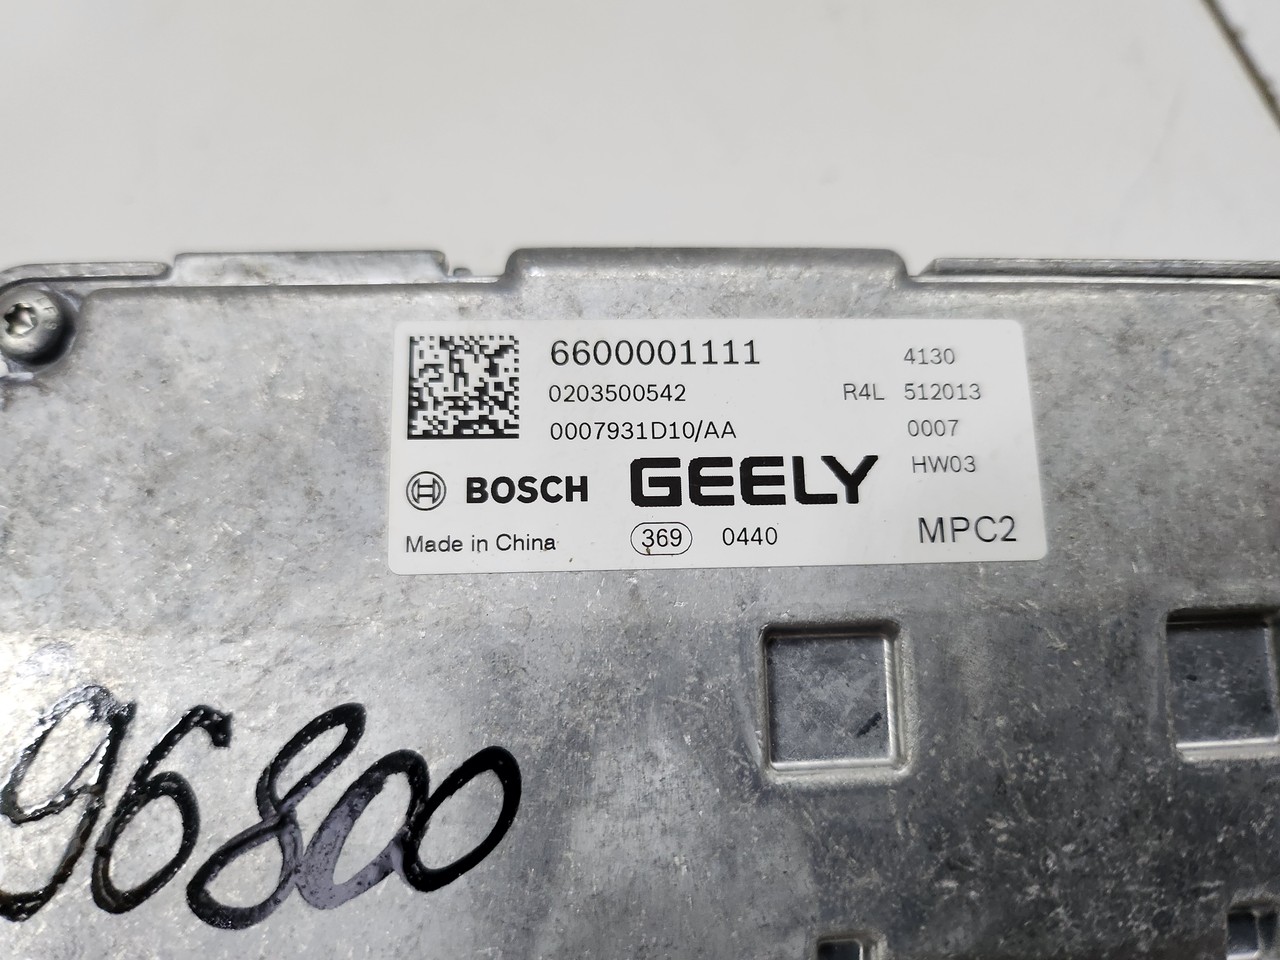 6600001111
4130
0203500542
R4L 512013
0007931D10/AA
0007
BOSCH
GEELY
HW03
Made in China
369
0440
MPC2
96800